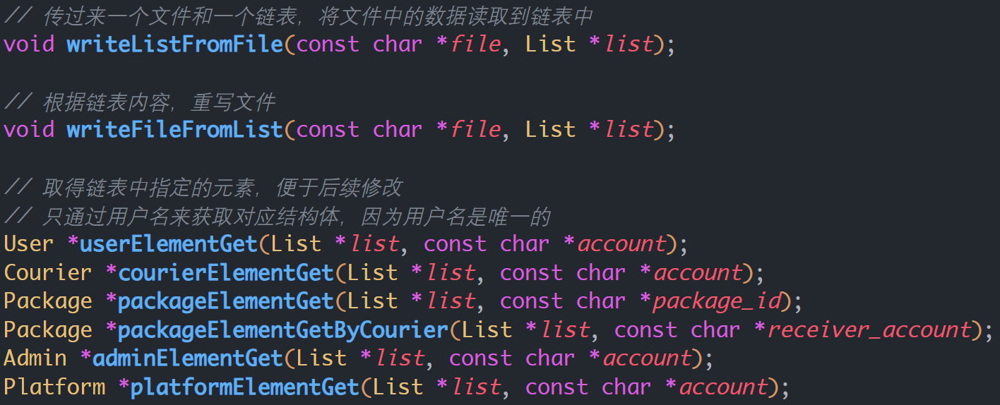 // 传过来一个文件和一个链表，将文件中的数据读取到链表中
void writeListFromFile(const char *file, List *list);
// 根据链表内容，重写文件
void writeFileFromList(const char *file, List *list);
// 取得链表中指定的元素，便于后续修改
// 只通过用户名来获取对应结构体，因为用户名是唯一的
User *userElementGet(List *list, const char *account);
Courier *courierElementGet(List *list, const char *account);
Package *packageElementGet(List *list, const char *package_id);
Package *packageElementGetByCourier(List *list, const char *receiver_account);
Admin *adminElementGet(List *list, const char *account);
Platform *platformElementGet(List *list, const char *account);